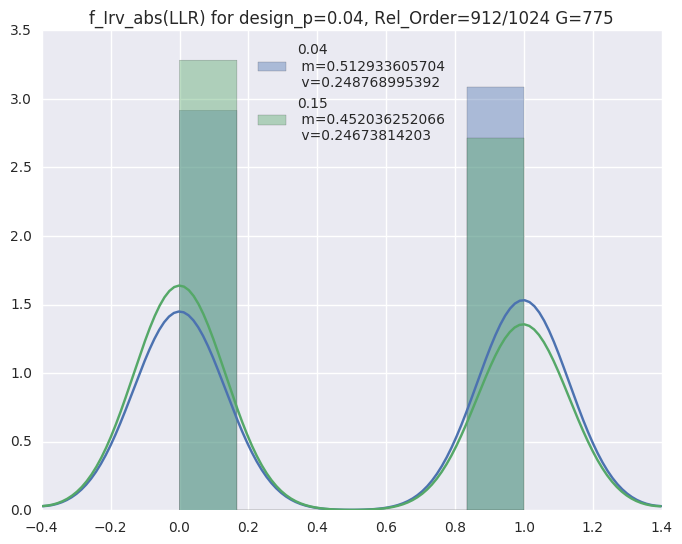 f_Irv_abs(LLR) for design_p=0.04, Rel_Order=912/1024 G=775
3.5
3.0
2.5
2.0
1.5
1.0
0.5
0.0
0.04
m=0.512933605704
v=0.248768995392
0.15
m=0.452036252066
v=0.24673814203
−0.4 −0.2 0.0 0.2 0.4 0.6 0.8 1.0 1.2 1.4